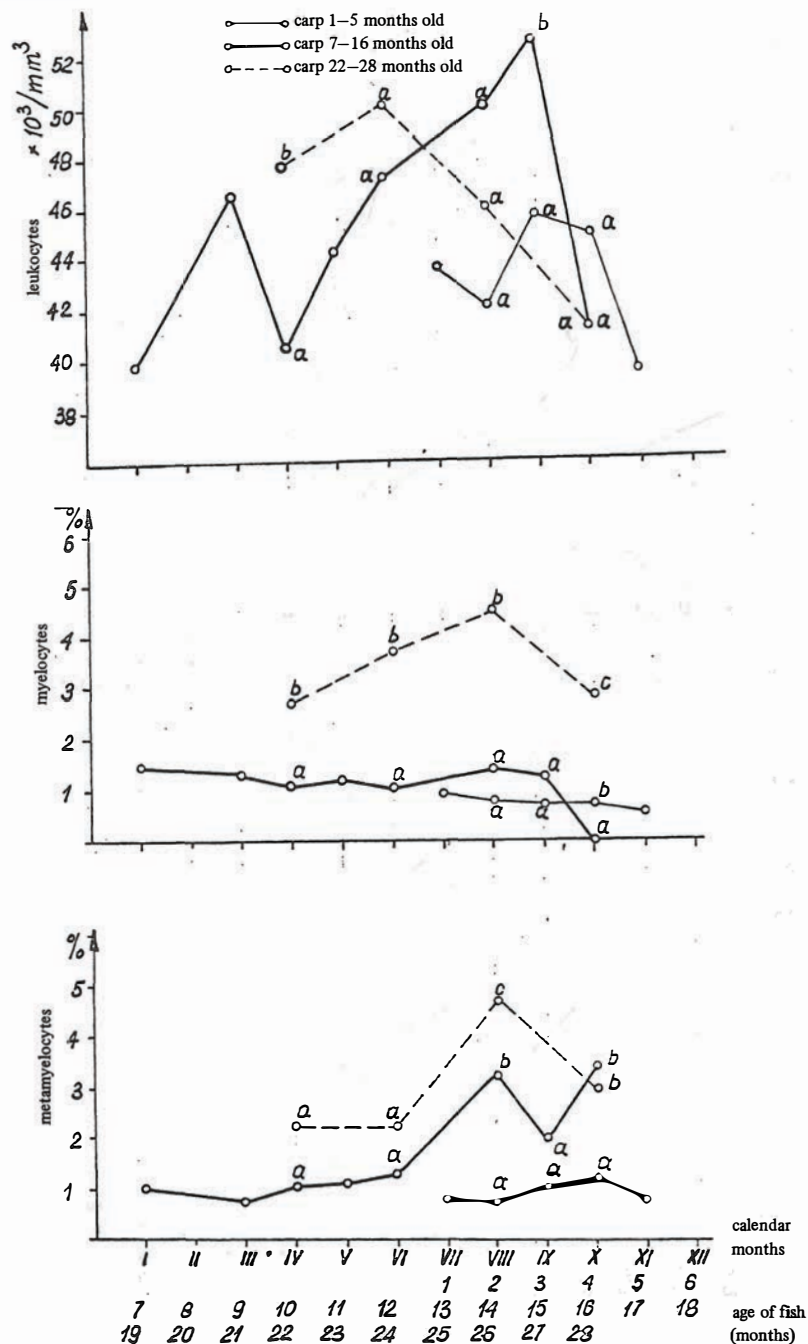 carp 1–5 months old
carp 7–16 months old
carp 22–28 months old
leukocytes × 10³/mm³
52
50
48
46
44
42
40
38
b
a
a
b
a
a
a
a
a
a
a
a
b
%
myelocytes
6
5
4
3
2
1
b
b
b
c
a
a
a
a
b
a
a
a
%
metamyelocytes
5
4
3
2
1
c
b
b
b
a
a
a
a
a
a
a
a
calendar
months
I II III IV V VI VII VIII IX X XI XII
1 2 3 4 5 6
7 8 9 10 11 12 13 14 15 16 17 18 age of fish
19 20 21 22 23 24 25 26 27 28 (months)